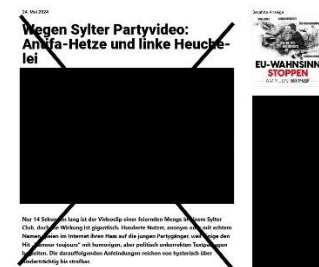 24. Mai 2024
Wegen Sylter Partyvideo:
Antifa-Hetze und linke Heuche-
lei
Nur 14 Sekunden lang ist der Videoclip einer feiernden Menge in einem Sylter
Club, doch die Wirkung ist gigantisch. Hunderte Nutzer, anonym oder mit echtem
Namen, geben im Internet ihren Hass auf die jungen Partygänger, weil einige den
Hit „L'amour toujours“ mit humorigen, aber politisch unkorrekten Textpassagen
begleiten. Die darauffolgenden Anfeindungen reichen von hysterisch über
niederträchtig bis strafbar.
Anzeige
EU-WAHNSINN
STOPPEN